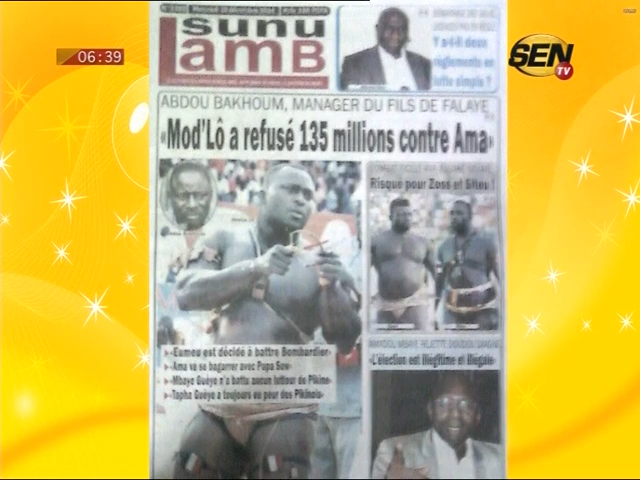 06:39
SEN
TV
sunu
Lamb
Y a-t-il deux
règlements en
lutte simple ?
ABDOU BAKHOUM, MANAGER DU FILS DE FALAYE
«Mod'Lô a refusé 135 millions contre Ama»
Risque pour Zoss et Sitou !
Eumeu est décidé à battre Bombardier
Ama va se bagarrer avec Papa Sow
Mbaye Guèye n'a battu aucun lutteur de Pikine
Tapha Guèye a toujours eu peur des Pikinois
«L'élection est illégitime et illégale»